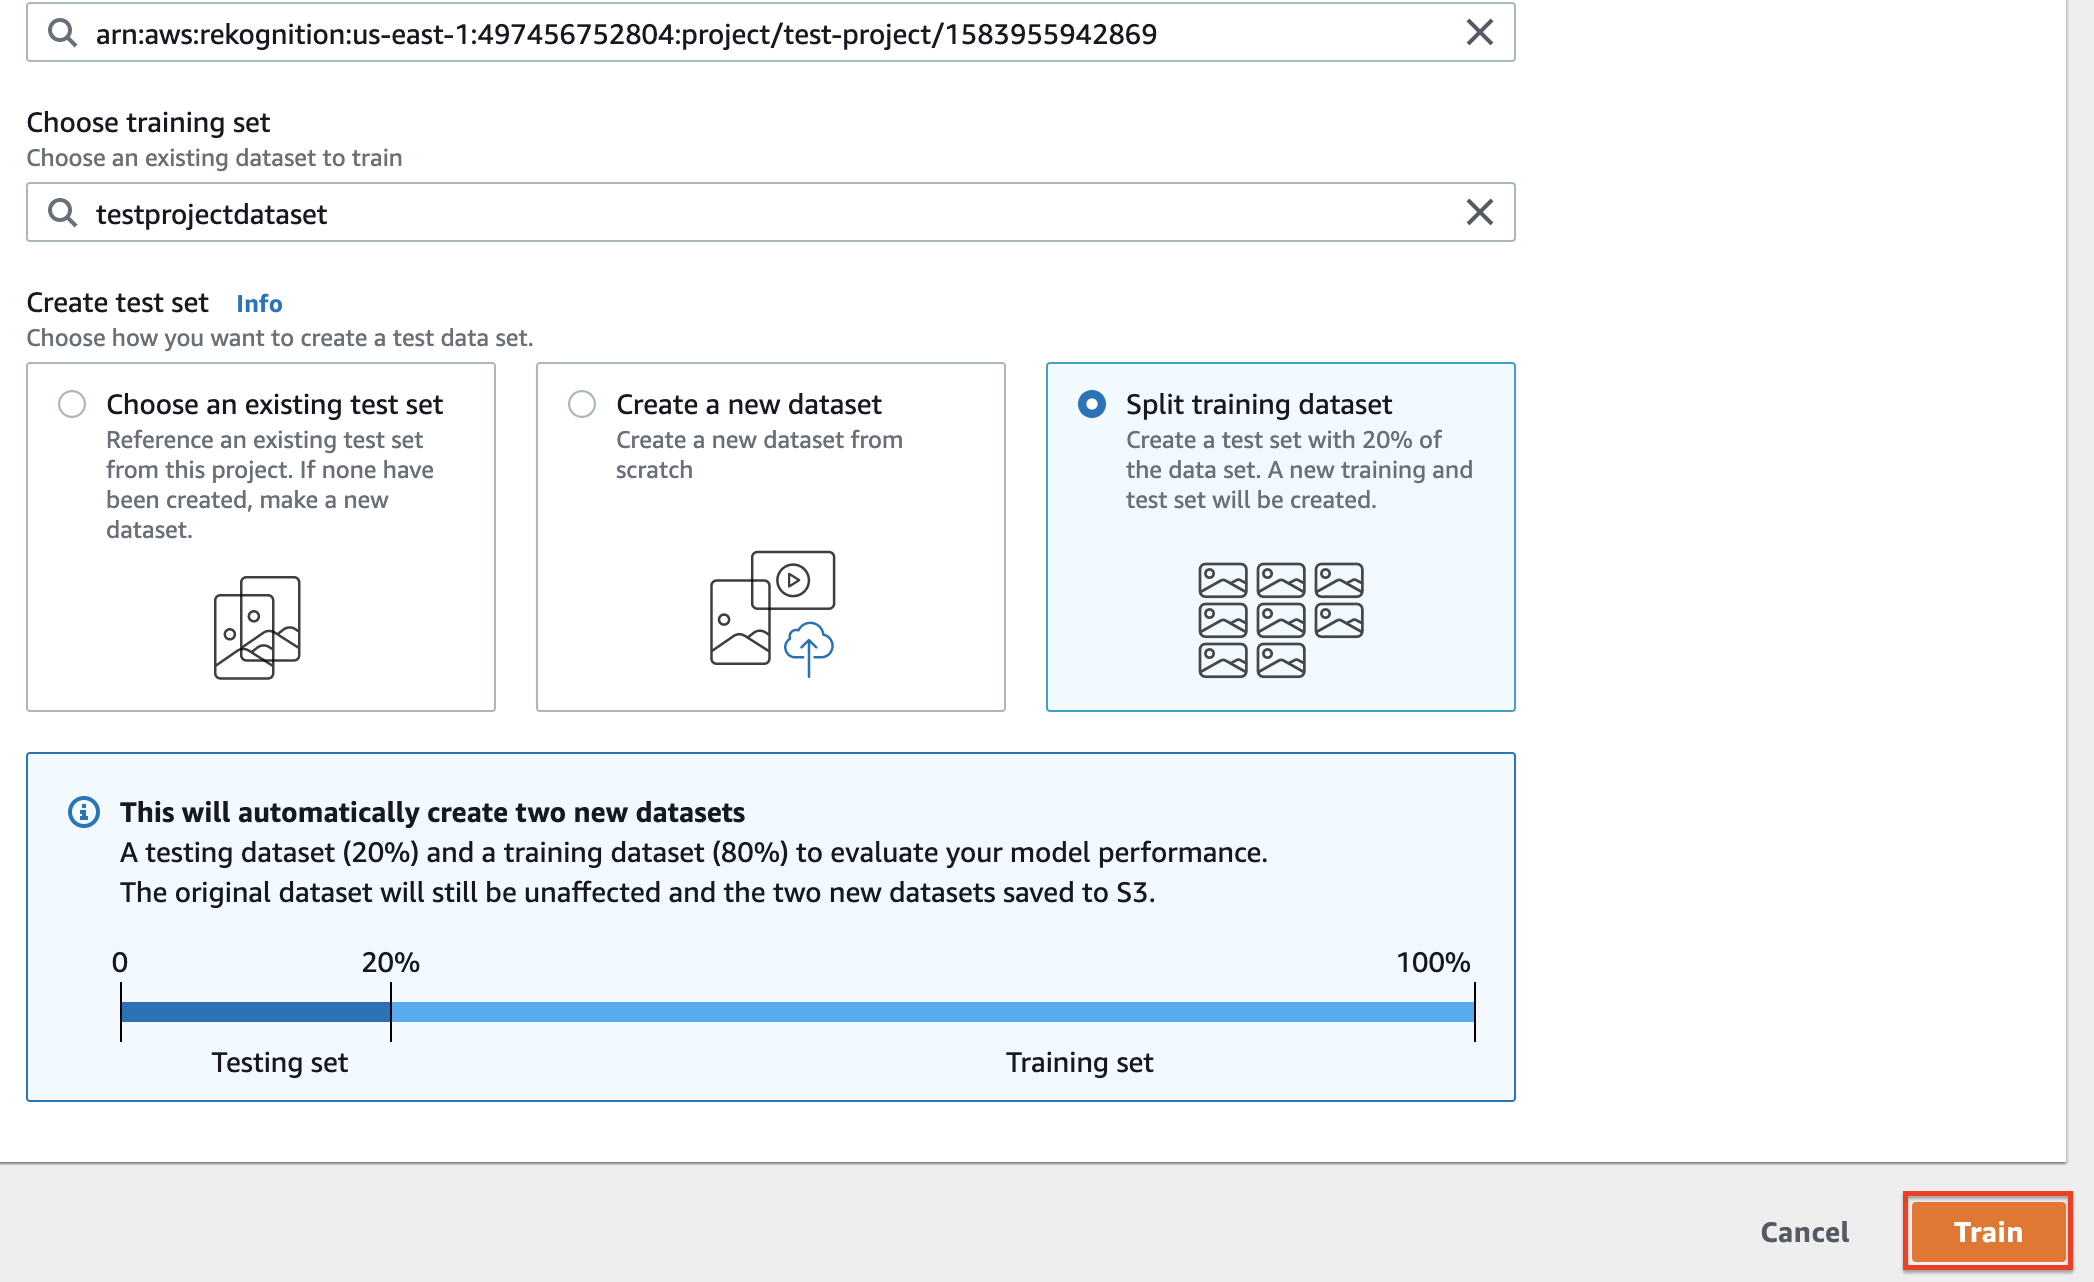 arn:aws:rekognition:us-east-1:497456752804:project/test-project/1583955942869
Choose training set
Choose an existing dataset to train
testprojectdataset
Create test set Info
Choose how you want to create a test data set.
Choose an existing test set
Reference an existing test set
from this project. If none have
been created, make a new
dataset.
Create a new dataset
Create a new dataset from
scratch
Split training dataset
Create a test set with 20% of
the data set. A new training and
test set will be created.
This will automatically create two new datasets
A testing dataset (20%) and a training dataset (80%) to evaluate your model performance.
The original dataset will still be unaffected and the two new datasets saved to S3.
0 20% 100%
Testing set Training set
Cancel Train